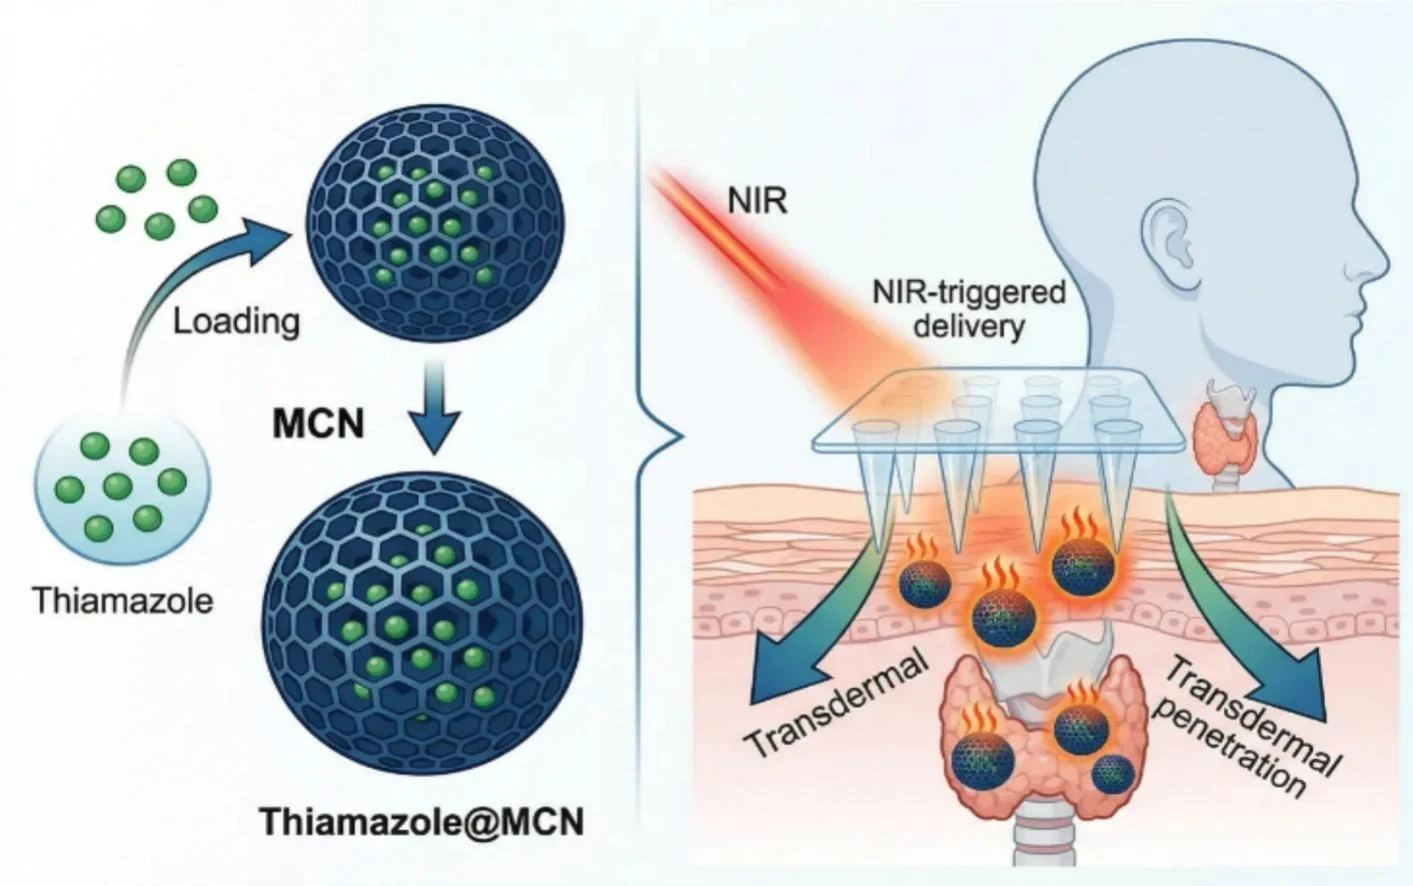 Loading
MCN
Thiamazole
Thiamazole@MCN
NIR
NIR-triggered
delivery
Transdermal
Transdermal
penetration